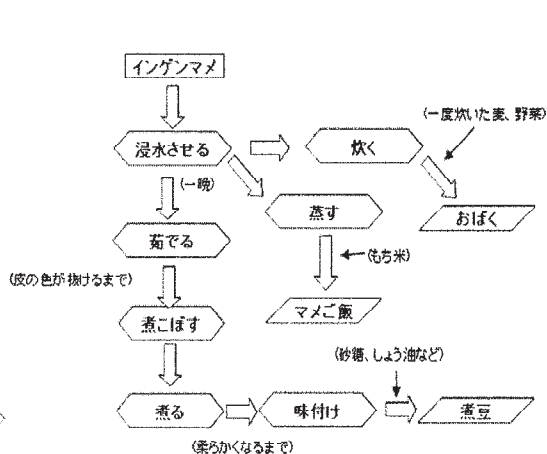 インゲンマメ
(一度炊いた麦、野菜)
浸水させる
炊く
(一晩)
蒸す
おばく
茹でる
(もち米)
(皮の色が抜けるまで)
マメご飯
煮こぼす
(砂糖、しょう油など)
煮る
味付け
煮豆
(柔らかくなるまで)